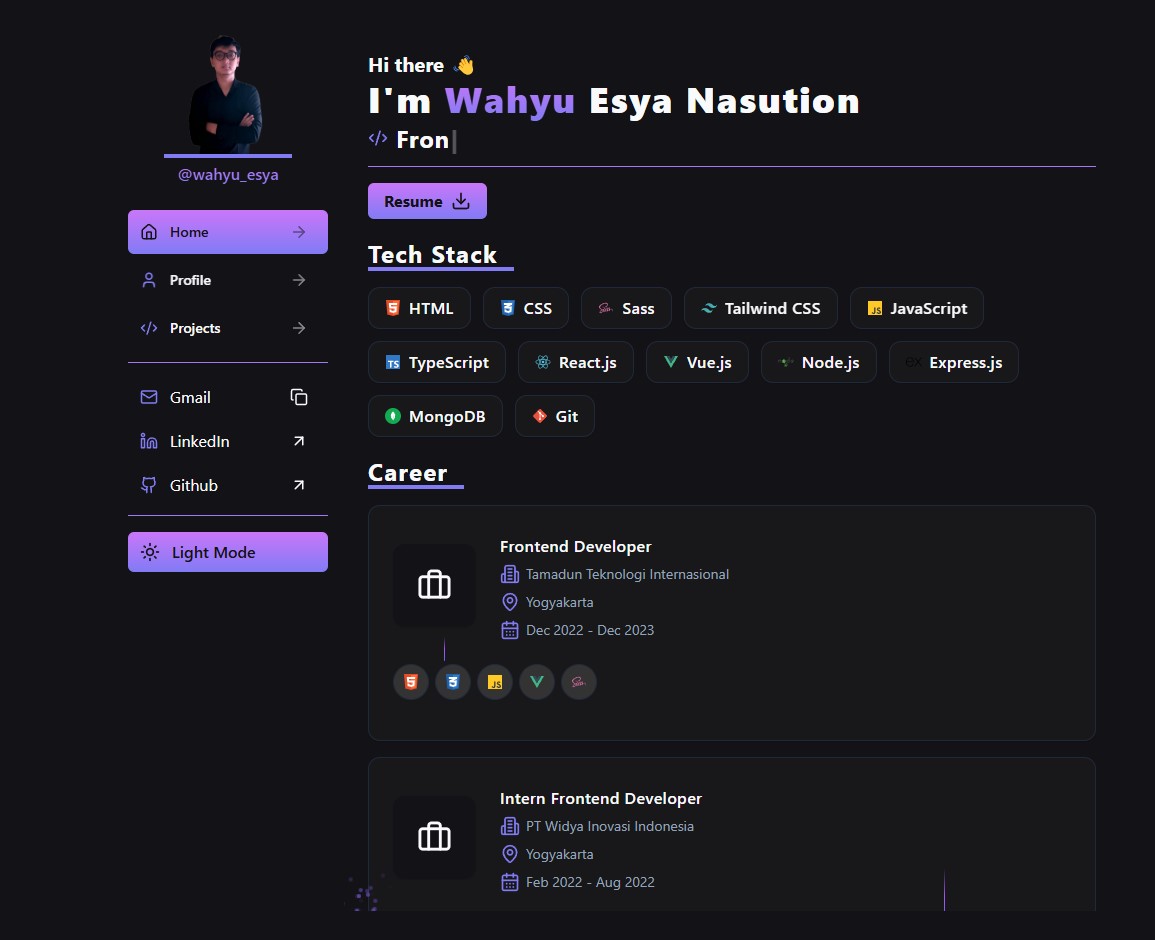 @wahyu_esya
Home
Profile
Projects
Gmail
LinkedIn
Github
Light Mode
Hi there 👋
I'm Wahyu Esya Nasution
</> Fron|
Resume
Tech Stack
HTML CSS Sass Tailwind CSS JavaScript
TypeScript React.js Vue.js Node.js Express.js
MongoDB Git
Career
Frontend Developer
Tamadun Teknologi Internasional
Yogyakarta
Dec 2022 - Dec 2023
Intern Frontend Developer
PT Widya Inovasi Indonesia
Yogyakarta
Feb 2022 - Aug 2022